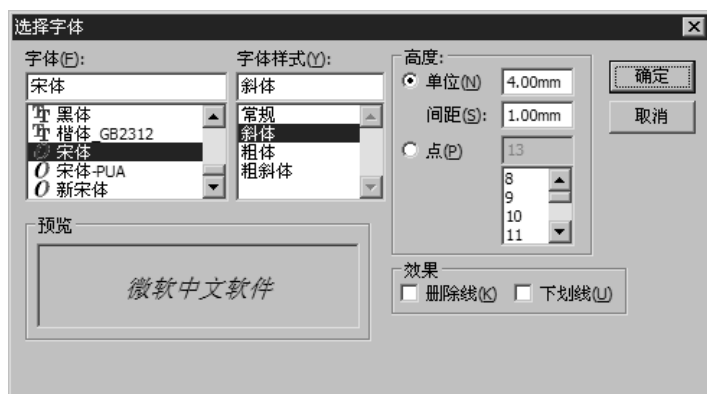 选择字体
字体(F):
宋体
黑体
楷体_GB2312
宋体
宋体-PUA
新宋体
字体样式(Y):
斜体
常规
斜体
粗体
粗斜体
高度:
单位(N) 4.00mm
间距(S): 1.00mm
点(P) 13
8
9
10
11
确定
取消
预览
微软中文软件
效果
删除线(K) 下划线(U)